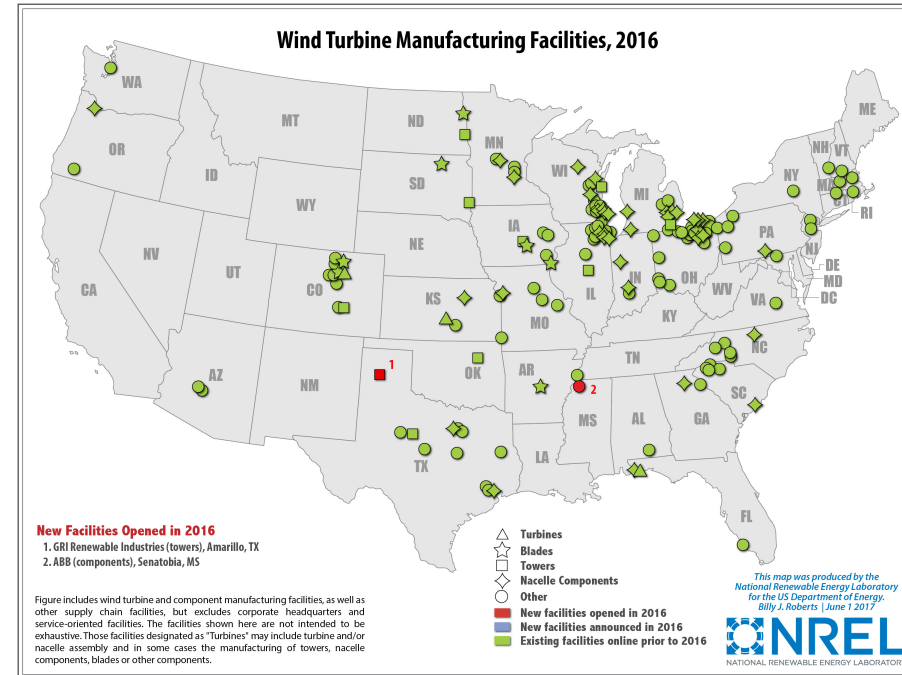 Wind Turbine Manufacturing Facilities, 2016
WA
ME
MT
ND
MN
VT
NH
OR
ID
SD
WI
MI
NY
MA
CT
RI
WY
IA
PA
NE
NJ
NV
UT
OH
DE
CO
IN
MD
CA
IL
WV
DC
KS
VA
MO
KY
1
NC
TN
AZ
OK
AR
NM
2
SC
MS
AL
GA
LA
TX
FL
New Facilities Opened in 2016
1. GRI Renewable Industries (towers), Amarillo, TX
2. ABB (components), Senatobia, MS
Turbines
Blades
Towers
Nacelle Components
Other
New facilities opened in 2016
New facilities announced in 2016
Existing facilities online prior to 2016
Figure includes wind turbine and component manufacturing facilities, as well as
other supply chain facilities, but excludes corporate headquarters and
service-oriented facilities. The facilities shown here are not intended to be
exhaustive. Those facilities designated as "Turbines" may include turbine and/or
nacelle assembly and in some cases the manufacturing of towers, nacelle
components, blades or other components.
This map was produced by the
National Renewable Energy Laboratory
for the US Department of Energy.
Billy J. Roberts | June 1 2017
NREL
NATIONAL RENEWABLE ENERGY LABORATOR